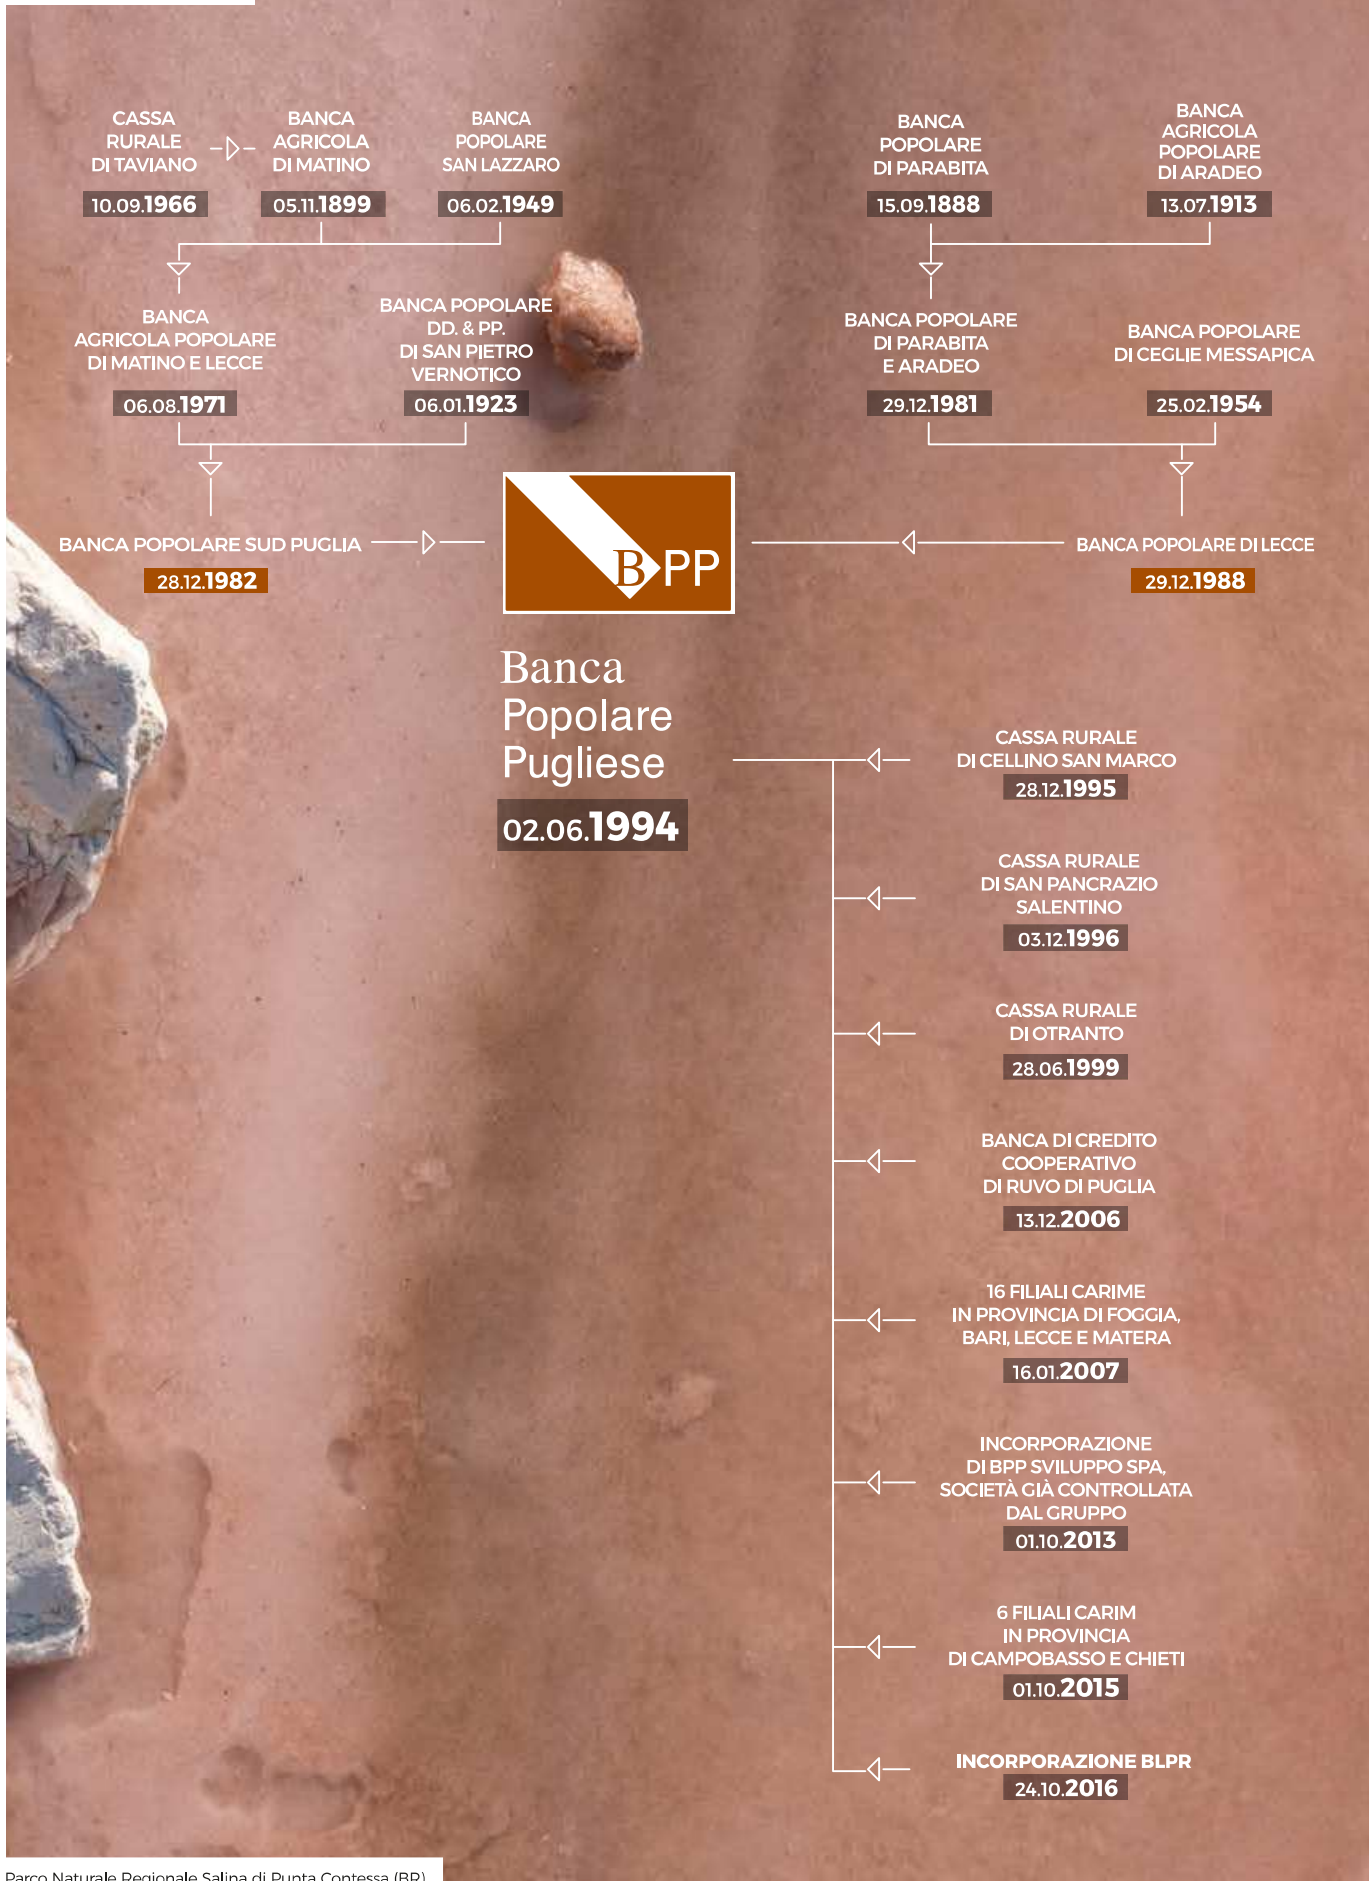 CASSA
RURALE
DI TAVIANO
10.09.1966
BANCA
AGRICOLA
DI MATINO
05.11.1899
BANCA
POPOLARE
SAN LAZZARO
06.02.1949
BANCA
POPOLARE
DI PARABITA
15.09.1888
BANCA
AGRICOLA
POPOLARE
DI ARADEO
13.07.1913
BANCA
AGRICOLA POPOLARE
DI MATINO E LECCE
06.08.1971
BANCA POPOLARE
DD. & PP.
DI SAN PIETRO
VERNOTICO
06.01.1923
BANCA POPOLARE
DI PARABITA
E ARADEO
29.12.1981
BANCA POPOLARE
DI CEGLIE MESSAPICA
25.02.1954
BANCA POPOLARE SUD PUGLIA
28.12.1982
BPP
BANCA POPOLARE DI LECCE
29.12.1988
Banca
Popolare
Pugliese
02.06.1994
CASSA RURALE
DI CELLINO SAN MARCO
28.12.1995
CASSA RURALE
DI SAN PANCRAZIO
SALENTINO
03.12.1996
CASSA RURALE
DI OTRANTO
28.06.1999
BANCA DI CREDITO
COOPERATIVO
DI RUVO DI PUGLIA
13.12.2006
16 FILIALI CARIME
IN PROVINCIA DI FOGGIA,
BARI, LECCE E MATERA
16.01.2007
INCORPORAZIONE
DI BPP SVILUPPO SPA,
SOCIETÀ GIÀ CONTROLLATA
DAL GRUPPO
01.10.2013
6 FILIALI CARIM
IN PROVINCIA
DI CAMPOBASSO E CHIETI
01.10.2015
INCORPORAZIONE BLPR
24.10.2016
Parco Naturale Regionale Salina di Punta Contessa (BR)